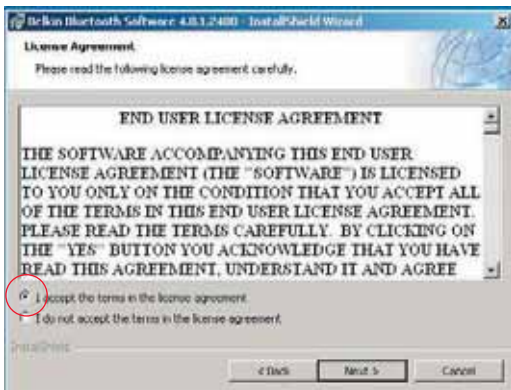 Belkin Bluetooth Software 4.0.1.2400 - InstallShield Wizard
License Agreement
Please read the following license agreement carefully.
END USER LICENSE AGREEMENT
THE SOFTWARE ACCOMPANYING THIS END USER
LICENSE AGREEMENT (THE "SOFTWARE") IS LICENSED
TO YOU ONLY ON THE CONDITION THAT YOU ACCEPT ALL
OF THE TERMS IN THIS END USER LICENSE AGREEMENT.
PLEASE READ THE TERMS CAREFULLY. BY CLICKING ON
THE "YES" BUTTON YOU ACKNOWLEDGE THAT YOU HAVE
READ THIS AGREEMENT, UNDERSTAND IT AND AGREE
I accept the terms in the license agreement
I do not accept the terms in the license agreement
InstallShield
< Back Next > Cancel